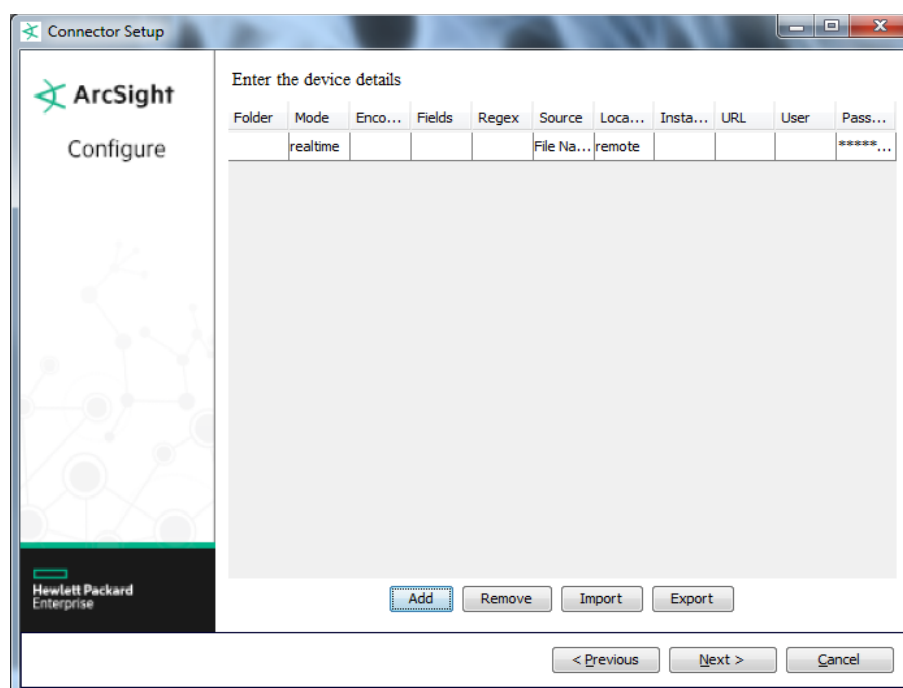 Connector Setup
ArcSight
Configure
Enter the device details
Folder Mode Enco... Fields Regex Source Loca... Insta... URL User Pass...
realtime File Na... remote *****...
Hewlett Packard
Enterprise
Add Remove Import Export
< Previous Next > Cancel